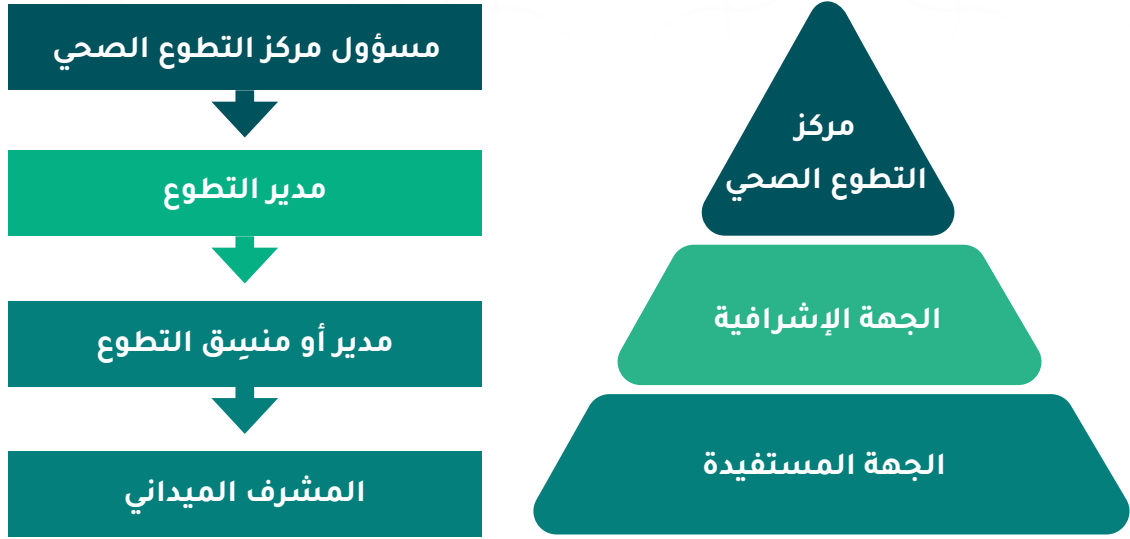 مركز
التطوع الصحي
الجهة الإشرافية
الجهة المستفيدة
مسؤول مركز التطوع الصحي
مدير التطوع
مدير أو منسِق التطوع
المشرف الميداني